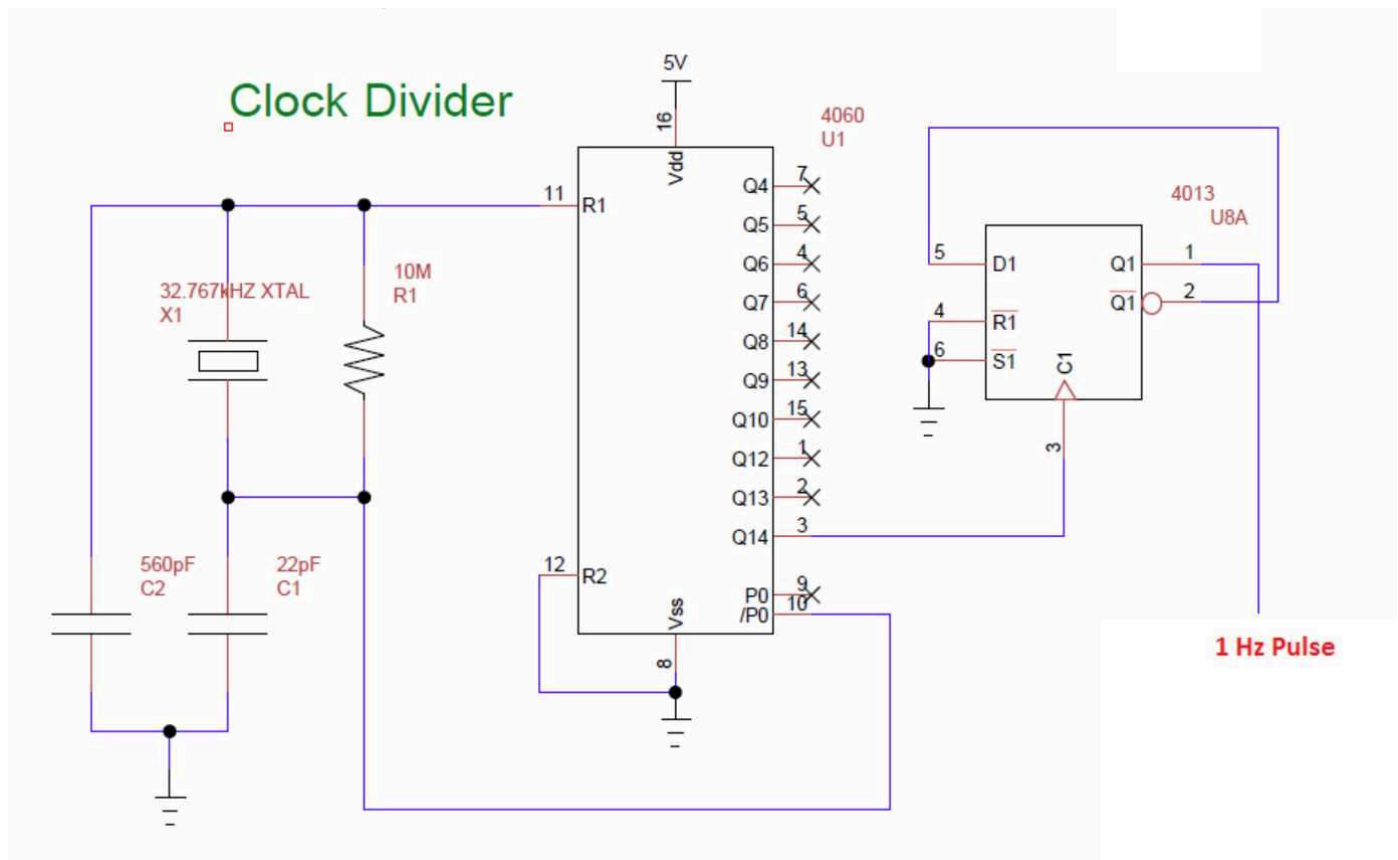 Clock Divider
5V
16
Vdd
4060
U1
11
R1
Q4
7
Q5
5
Q6
4
Q7
6
Q8
14
Q9
13
Q10
15
Q12
1
Q13
2
Q14
3
P0
9
/P0
10
12
R2
Vss
8
32.767kHZ XTAL
X1
10M
R1
560pF
C2
22pF
C1
4013
U8A
5
D1
Q1
1
Q1
2
4
R1
6
S1
C1
3
1 Hz Pulse